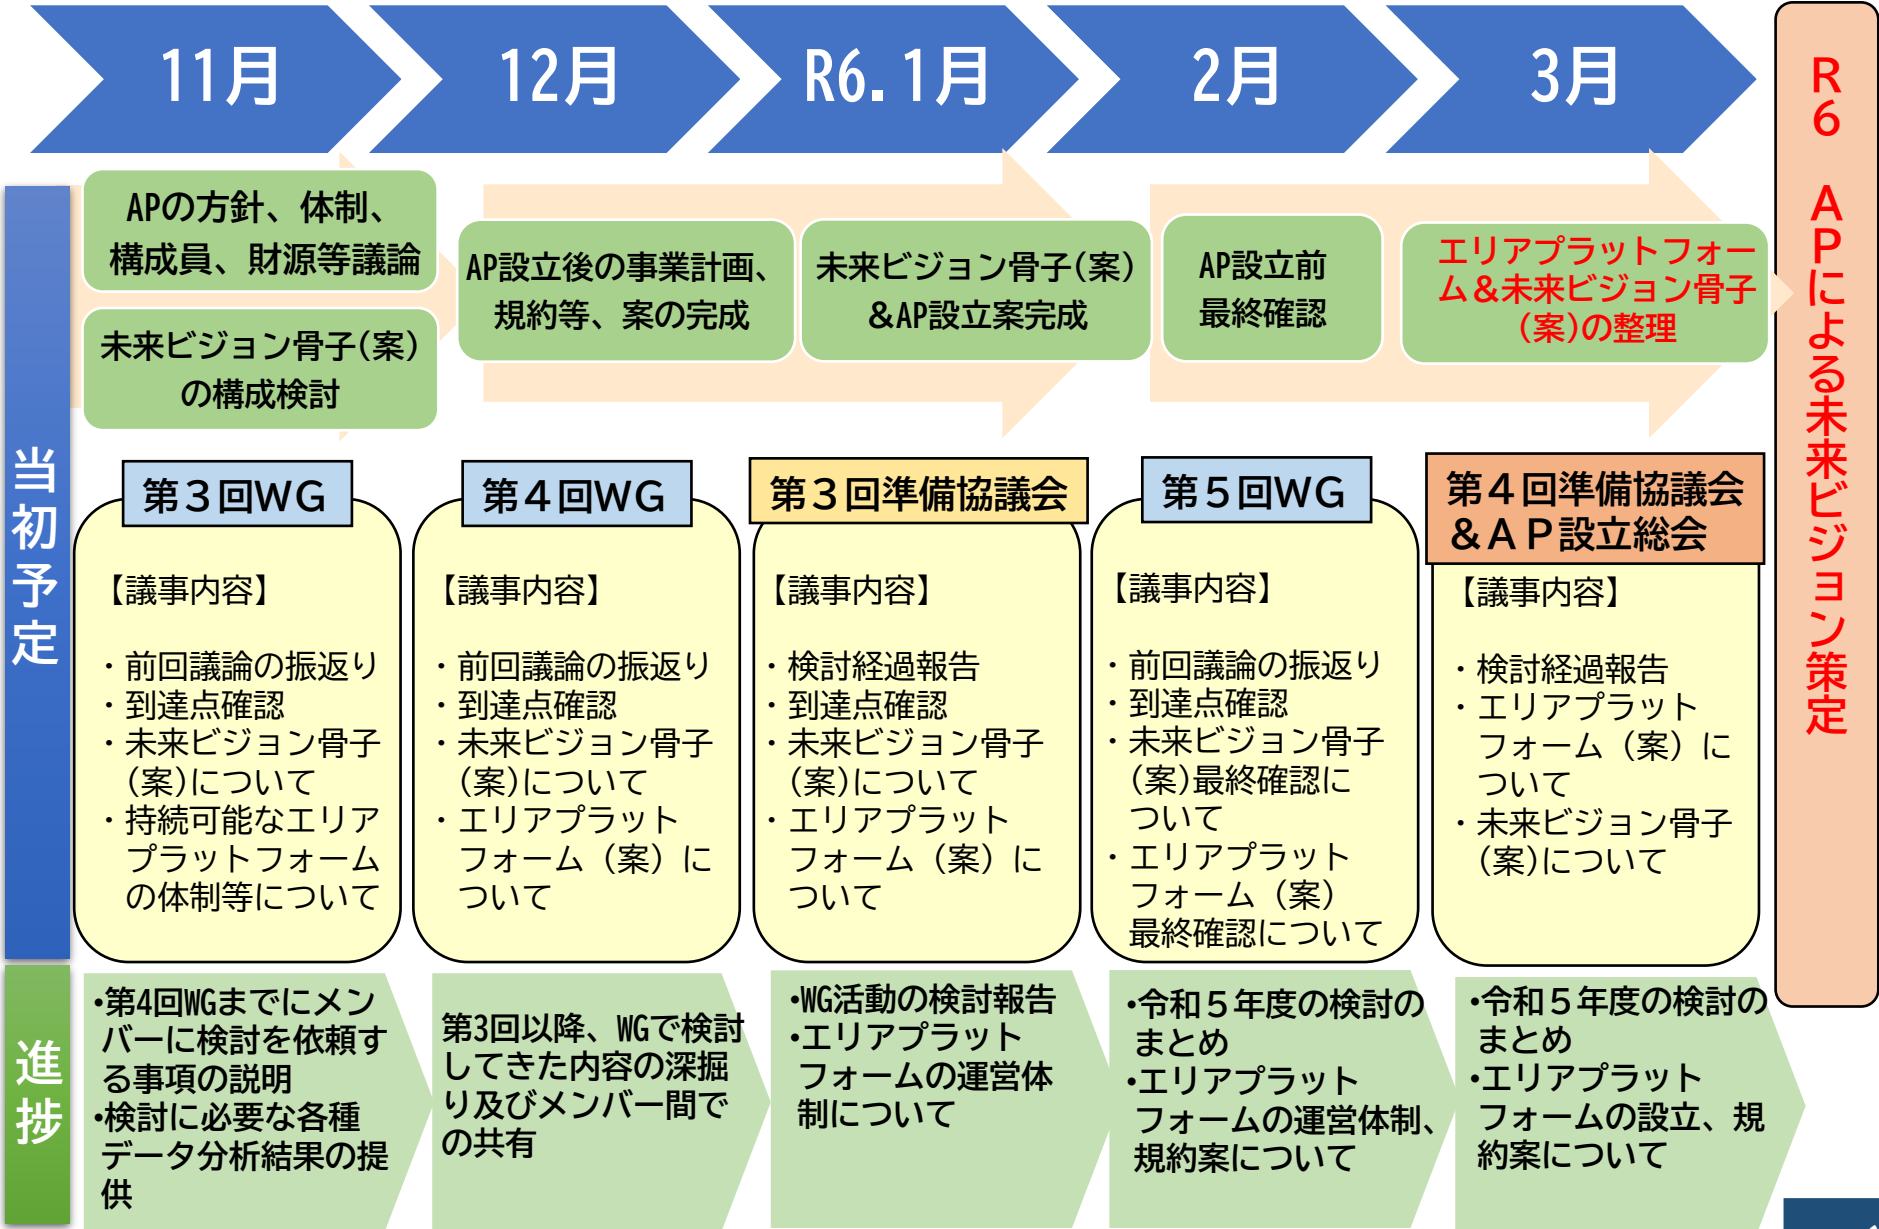 11月
12月
R6.1月
2月
3月
R6 APによる未来ビジョン策定
当初予定
APの方針、体制、
構成員、財源等議論
未来ビジョン骨子(案)
の構成検討
AP設立後の事業計画、
規約等、案の完成
未来ビジョン骨子(案)
&AP設立案完成
AP設立前
最終確認
エリアプラットフォー
ム&未来ビジョン骨子
(案)の整理
第3回WG
【議事内容】
・前回議論の振返り
・到達点確認
・未来ビジョン骨子
(案)について
・持続可能なエリア
プラットフォーム
の体制等について
第4回WG
【議事内容】
・前回議論の振返り
・到達点確認
・未来ビジョン骨子
(案)について
・エリアプラット
フォーム（案）に
ついて
第3回準備協議会
【議事内容】
・検討経過報告
・到達点確認
・未来ビジョン骨子
(案)について
・エリアプラット
フォーム（案）に
ついて
第5回WG
【議事内容】
・前回議論の振返り
・到達点確認
・未来ビジョン骨子
(案)最終確認に
ついて
・エリアプラット
フォーム（案）
最終確認について
第4回準備協議会
&AP設立総会
【議事内容】
・検討経過報告
・エリアプラット
フォーム（案）に
ついて
・未来ビジョン骨子
(案)について
進捗
・第4回WGまでにメン
バーに検討を依頼す
る事項の説明
・検討に必要な各種
データ分析結果の提
供
第3回以降、WGで検討
してきた内容の深掘
り及びメンバー間で
の共有
・WG活動の検討報告
・エリアプラット
フォームの運営体
制について
・令和5年度の検討の
まとめ
・エリアプラット
フォームの運営体制、
規約案について
・令和5年度の検討の
まとめ
・エリアプラット
フォームの設立、規
約案について